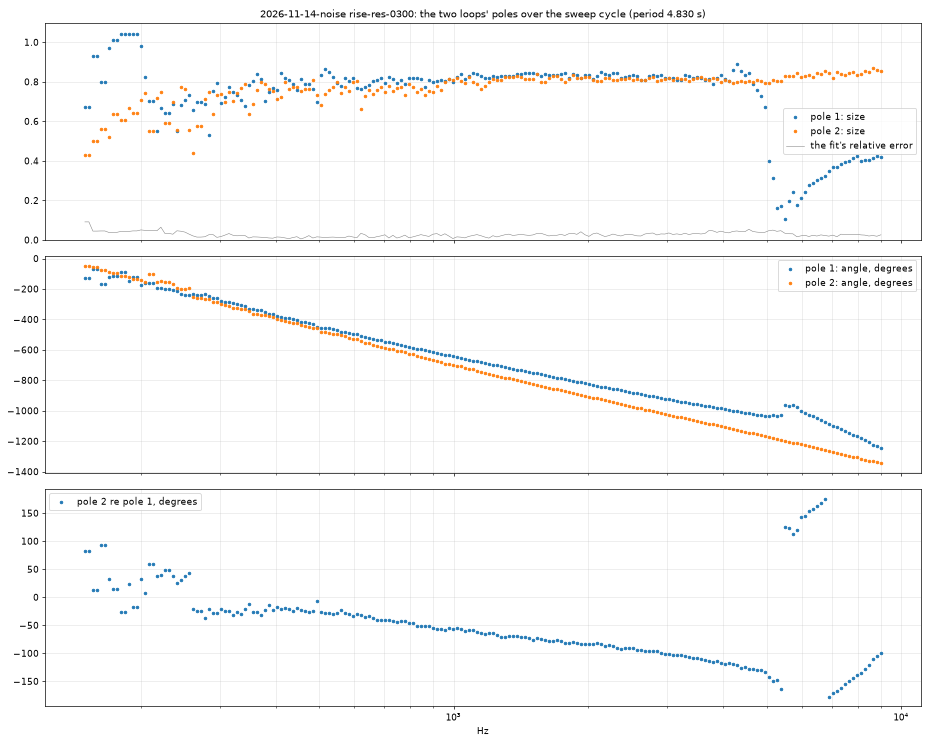 2026-11-14-noise rise-res-0300: the two loops' poles over the sweep cycle (period 4.830 s)
1.0
0.8
0.6
0.4
0.2
0.0
pole 1: size
pole 2: size
the fit's relative error
0
−200
−400
−600
−800
−1000
−1200
−1400
pole 1: angle, degrees
pole 2: angle, degrees
150
100
50
0
−50
−100
−150
pole 2 re pole 1, degrees
10³
10⁴
Hz